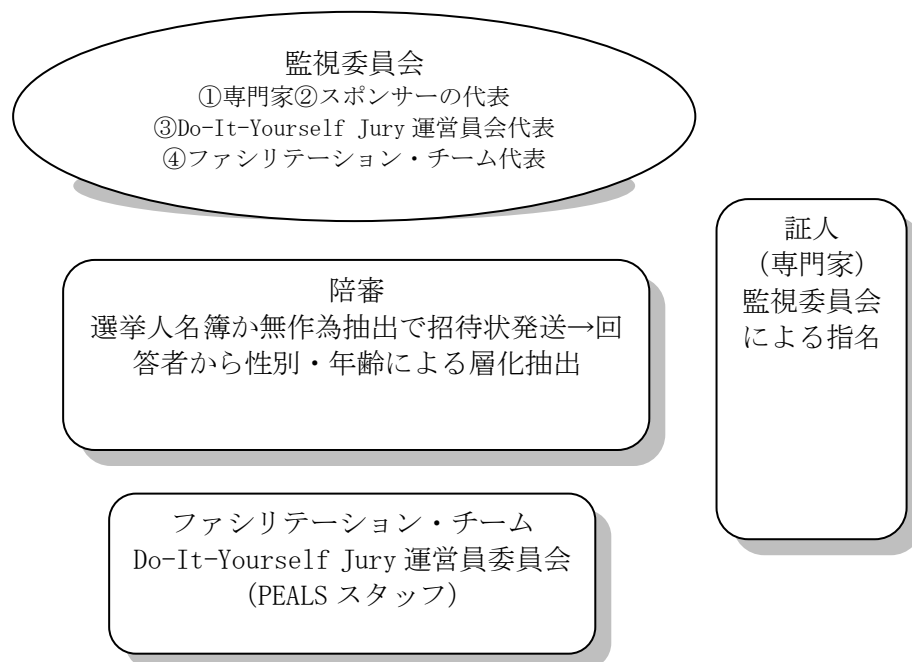 監視委員会
①専門家②スポンサーの代表
③Do-It-Yourself Jury 運営員会代表
④ファシリテーション・チーム代表
陪審
選挙人名簿か無作為抽出で招待状発送→回
答者から性別・年齢による層化抽出
証人
（専門家）
監視委員会
による指名
ファシリテーション・チーム
Do-It-Yourself Jury 運営員委員会
（PEALS スタッフ）